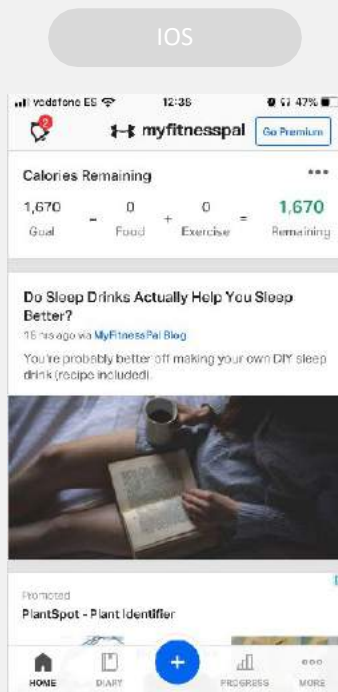 IOS
vodafone ES 12:38 47%
2
myfitnesspal Go Premium
Calories Remaining
1,670 - 0 + 0 = 1,670
Goal Food Exercise Remaining
Do Sleep Drinks Actually Help You Sleep
Better?
ago via MyFitnessPal Blog
You're probably better off making your own DIY sleep
drink (recipe included).
Promoted
PlantSpot - Plant Identifier
+
HOME DIARY PROGRESS MORE